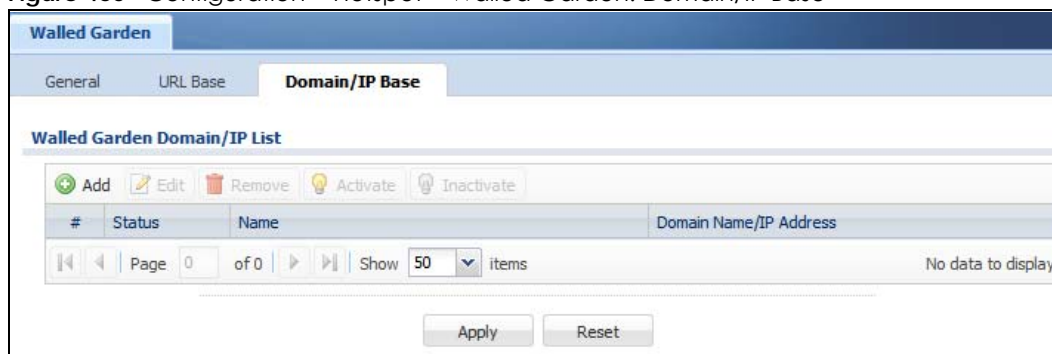 Walled Garden
General URL Base Domain/IP Base
Walled Garden Domain/IP List
Add Edit Remove Activate Inactivate
# Status Name Domain Name/IP Address
Page 0 of 0 Show 50 items No data to display
Apply Reset